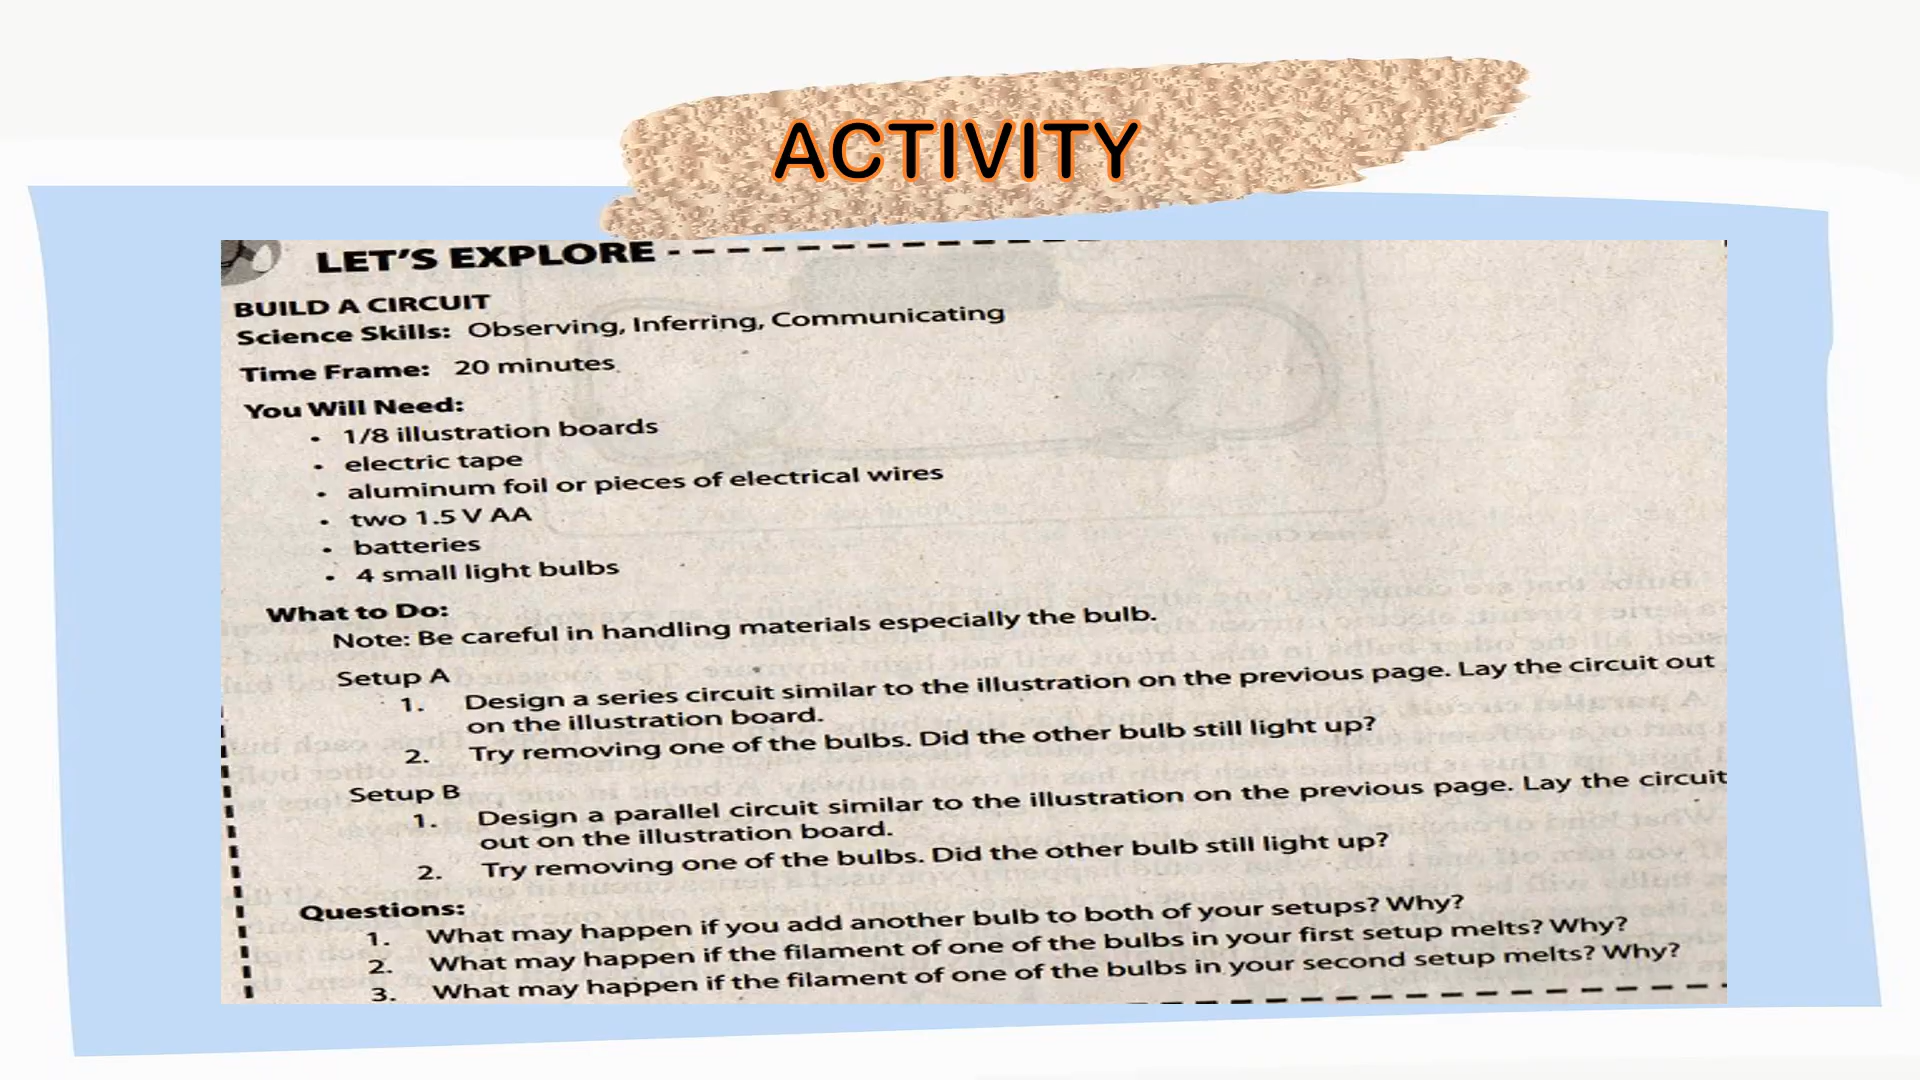 ACTIVITY
LET'S EXPLORE
BUILD A CIRCUIT
Science Skills: Observing, Inferring, Communicating
Time Frame: 20 minutes
You Will Need:
• 1/8 illustration boards
• electric tape
• aluminum foil or pieces of electrical wires
• two 1.5 V AA
• batteries
• 4 small light bulbs
What to Do:
Note: Be careful in handling materials especially the bulb.
Setup A
1. Design a series circuit similar to the illustration on the previous page. Lay the circuit out
on the illustration board.
2. Try removing one of the bulbs. Did the other bulb still light up?
Setup B
1. Design a parallel circuit similar to the illustration on the previous page. Lay the circuit
out on the illustration board.
2. Try removing one of the bulbs. Did the other bulb still light up?
Questions:
1. What may happen if you add another bulb to both of your setups? Why?
2. What may happen if the filament of one of the bulbs in your first setup melts? Why?
3. What may happen if the filament of one of the bulbs in your second setup melts? Why?